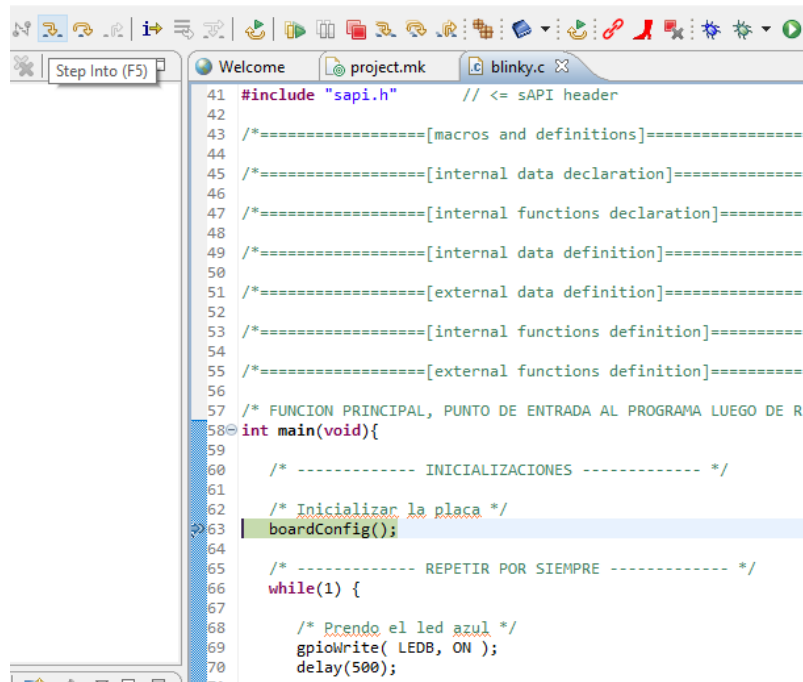 Step Into (F5)
Welcome
project.mk
blinky.c
41 #include "sapi.h" // <= sAPI header
42
43 /*==================[macros and definitions]=================
44
45 /*==================[internal data declaration]==============
46
47 /*==================[internal functions declaration]=========
48
49 /*==================[internal data definition]===============
50
51 /*==================[external data definition]===============
52
53 /*==================[internal functions definition]==========
54
55 /*==================[external functions definition]==========
56
57 /* FUNCION PRINCIPAL, PUNTO DE ENTRADA AL PROGRAMA LUEGO DE R
58 int main(void){
59
60 /* ------------- INICIALIZACIONES ------------- */
61
62 /* Inicializar la placa */
63 boardConfig();
64
65 /* ------------- REPETIR POR SIEMPRE ------------- */
66 while(1) {
67
68 /* Prendo el led azul */
69 gpioWrite( LEDB, ON );
70 delay(500);